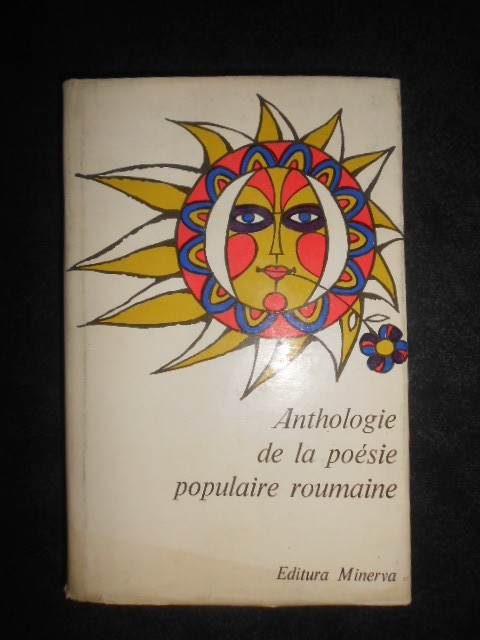 Anthologie
de la poésie
populaire roumaine
Editura Minerva